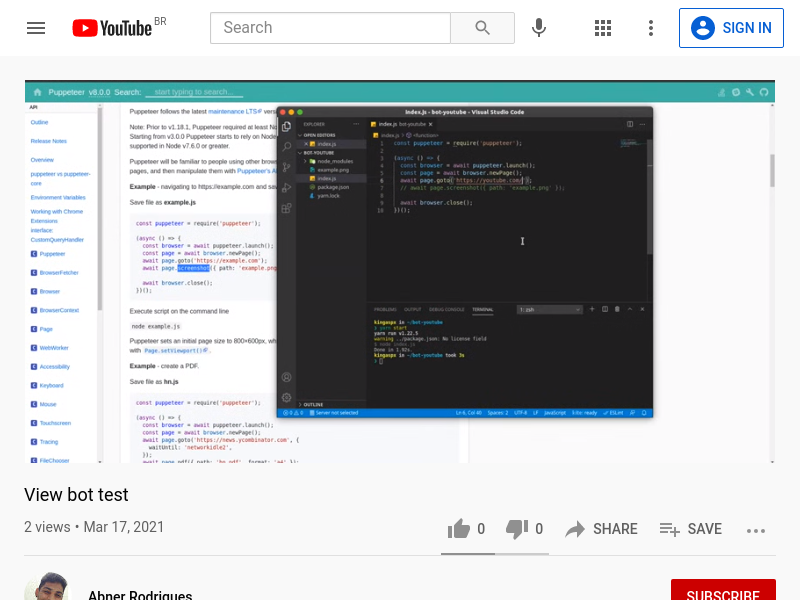 YouTube BR
Search
SIGN IN
Puppeteer v8.0.0 Search: start typing to search...
API
Outline
Release Notes
Overview
puppeteer vs puppeteer-
core
Environment Variables
Working with Chrome
Extensions
interface:
CustomQueryHandler
Puppeteer
BrowserFetcher
Browser
BrowserContext
Page
WebWorker
Accessibility
Keyboard
Mouse
Touchscreen
Tracing
FileChooser
Puppeteer follows the latest maintenance LTS
Note: Prior to v1.18.1, Puppeteer required at least
Starting from v3.0.0 Puppeteer starts to rely on Node
supported in Node v7.6.0 or greater.
Puppeteer will be familiar to people using other
pages, and then manipulate them with Puppeteer's
Example - navigating to https://example.com and
Save file as example.js
const puppeteer = require('puppeteer');
(async () => {
const browser = await puppeteer.launch();
const page = await browser.newPage();
await page.goto('https://example.com');
await page.screenshot({ path: 'example.png
await browser.close();
})();
Execute script on the command line
node example.js
Puppeteer sets an initial page size to 800×600px,
with Page.setViewport()
Example - create a PDF.
Save file as hn.js
const puppeteer = require('puppeteer');
(async () => {
const browser = await puppeteer.launch();
const page = await browser.newPage();
await page.goto('https://news.ycombinator.com', {
waitUntil: 'networkidle2',
});
await page.pdf({ path: 'hn.pdf', format: 'a4' });
index.js - bot-youtube - Visual Studio Code
EXPLORER
OPEN EDITORS
index.js
BOT-YOUTUBE
node_modules
example.png
index.js
package.json
yarn.lock
OUTLINE
index.js bot-youtube
index.js > <function>
1 const puppeteer = require('puppeteer');
2
3 (async () => {
4 const browser = await puppeteer.launch();
5 const page = await browser.newPage();
6 await page.goto('https://youtube.com/');
7 // await page.screenshot({ path: 'example.png' });
8
9 await browser.close();
10 })();
PROBLEMS OUTPUT DEBUG CONSOLE TERMINAL 1: zsh
kingasps in ~/bot-youtube
> yarn start
yarn run v1.22.5
warning ../package.json: No license field
$ node index.js
Done in 1.92s.
kingasps in ~/bot-youtube took 3s
>
0 0 Server not selected Ln 6, Col 40 Spaces: 2 UTF-8 LF JavaScript ESLint
View bot test
2 views • Mar 17, 2021
0 0 SHARE SAVE
Abner Rodrigues
SUBSCRIBE